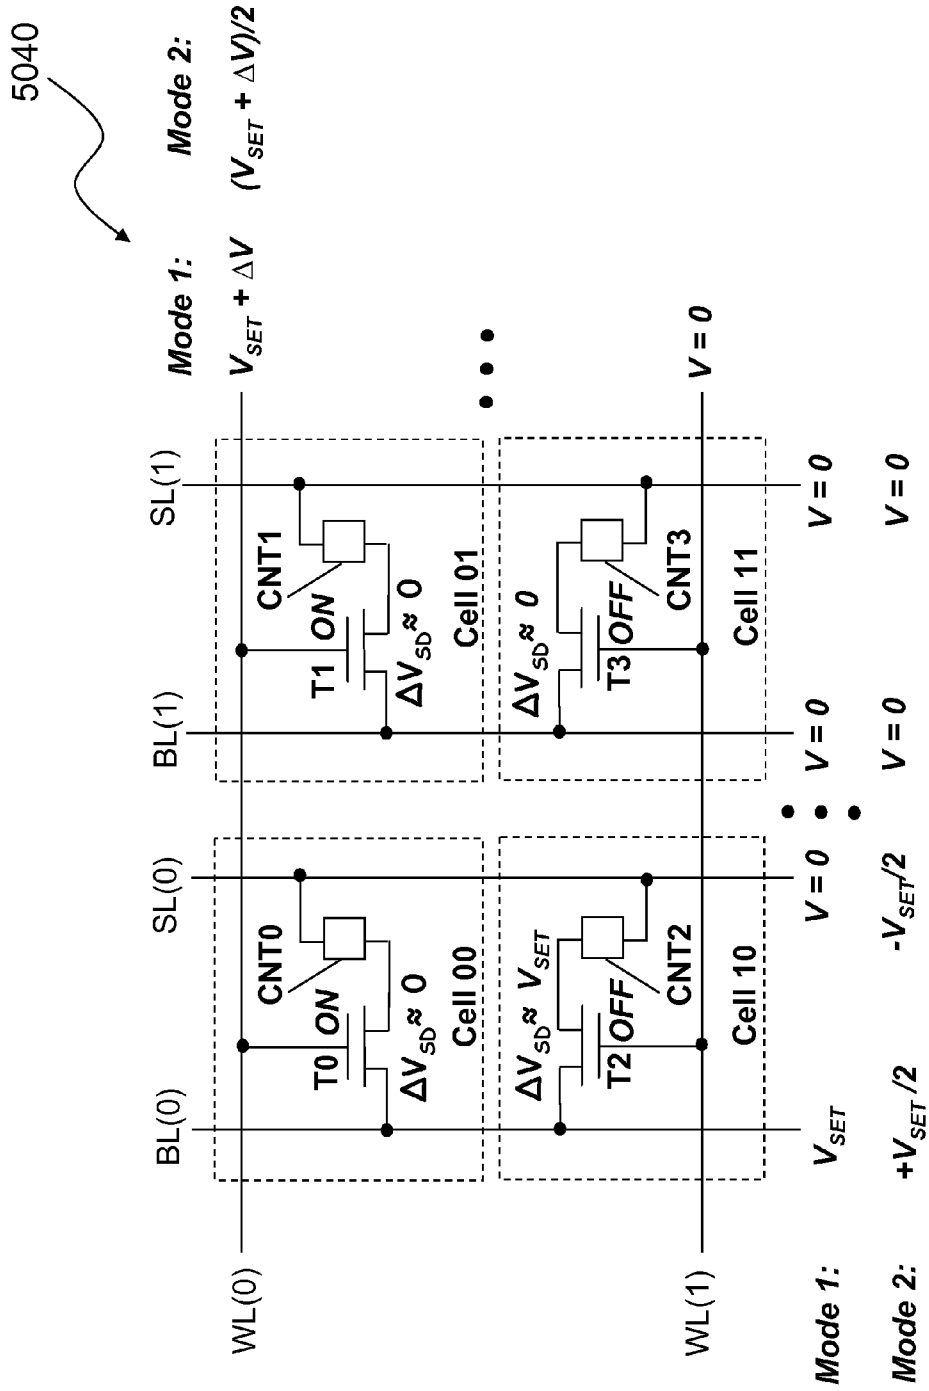 5040
Mode 1: Mode 2:
V_SET + ΔV (V_SET + ΔV)/2
BL(0) SL(0) BL(1) SL(1)
WL(0)
CNT0 CNT1
T0 ON T1 ON
ΔV_SD ≈ 0 ΔV_SD ≈ 0
Cell 00 Cell 01
ΔV_SD ≈ V_SET ΔV_SD ≈ 0
T2 OFF T3 OFF
CNT2 CNT3
WL(1) V = 0
Cell 10 Cell 11
Mode 1: V_SET V = 0 V = 0 V = 0
Mode 2: +V_SET/2 -V_SET/2 V = 0 V = 0